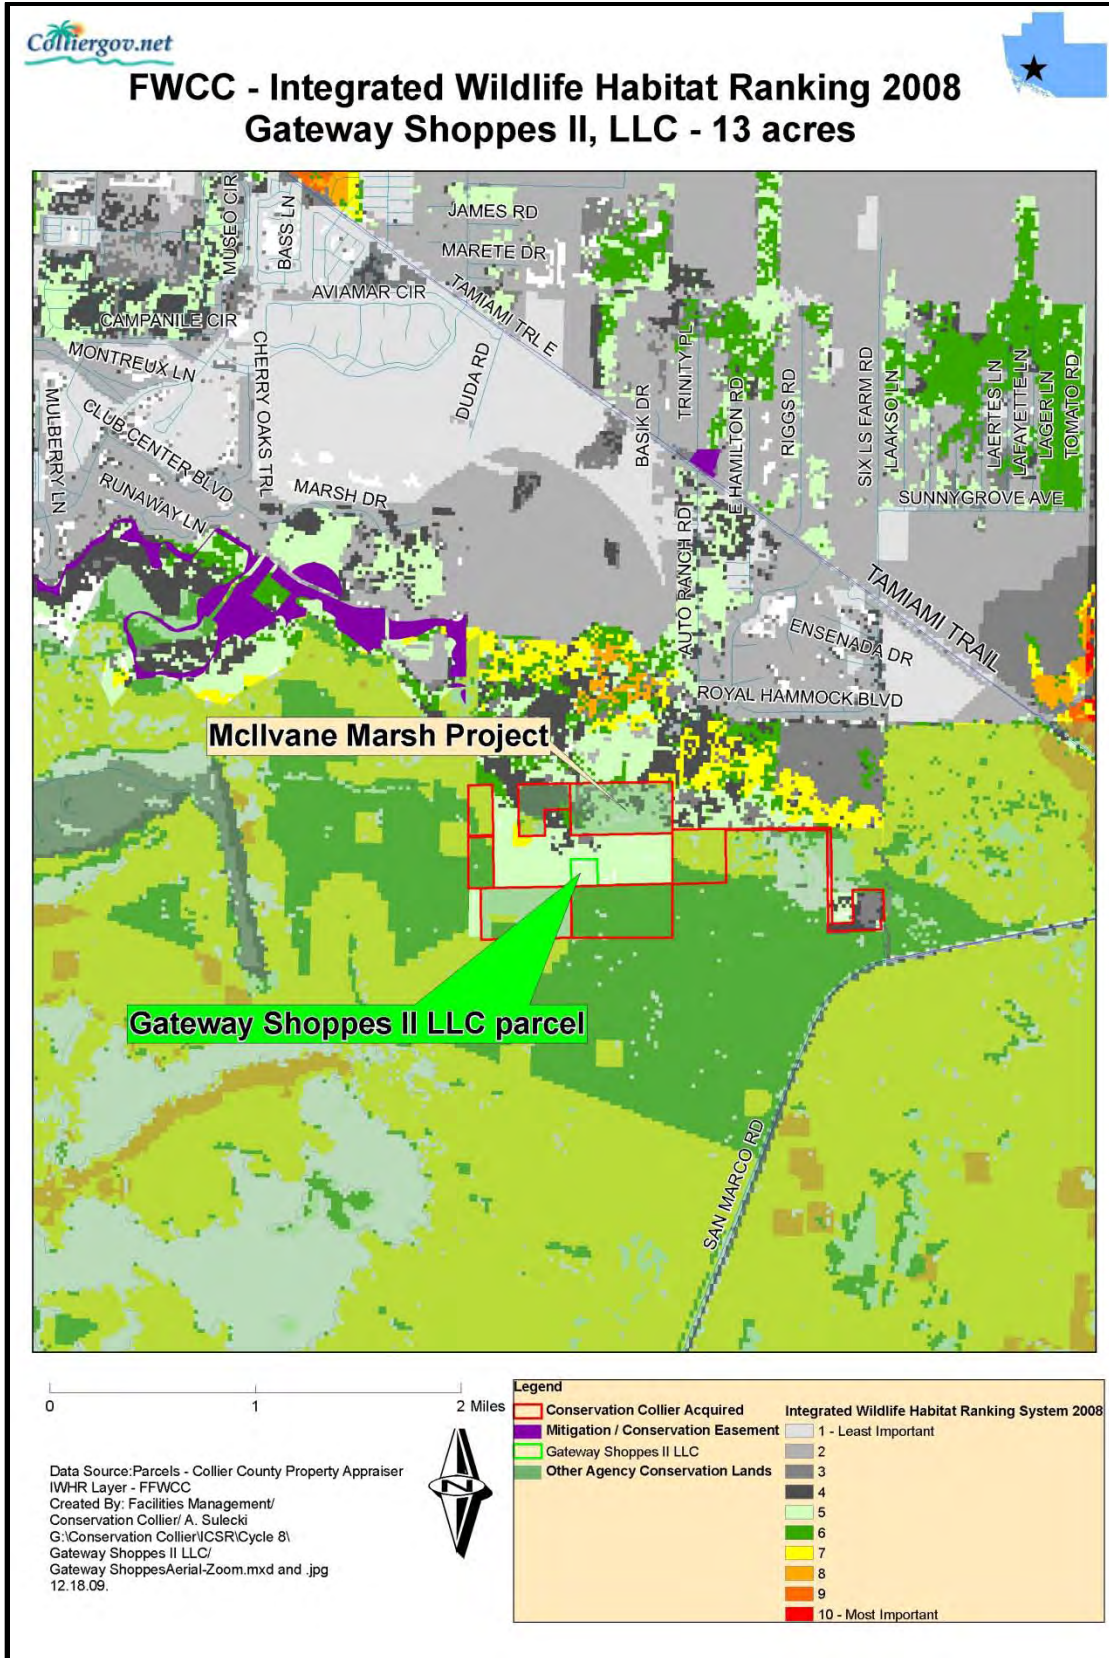 Colliergov.net
FWCC - Integrated Wildlife Habitat Ranking 2008
Gateway Shoppes II, LLC - 13 acres
MUSEO CIR
BASS LN
JAMES RD
MARETE DR
TAMIAMI TRL E
AVIAMAR CIR
CAMPANILE CIR
MONTREUX LN
CHERRY OAKS TRL
DUDA RD
MULBERRY LN
CLUB CENTER BLVD
RUNAWAY LN
MARSH DR
BASIK DR
TRINITY PL
E HAMILTON RD
RIGGS RD
SIX LS FARM RD
LAAKSO LN
LAERTES LN
LAFAYETTE LN
LAGER LN
TOMATO RD
SUNNYGROVE AVE
AUTO RANCH RD
TAMIAMI TRAIL
ENSENADA DR
ROYAL HAMMOCK BLVD
McIlvane Marsh Project
Gateway Shoppes II LLC parcel
SAN MARCO RD
0 1 2 Miles
N
Data Source:Parcels - Collier County Property Appraiser
IWHR Layer - FFWCC
Created By: Facilities Management/
Conservation Collier/ A. Sulecki
G:\Conservation Collier\ICSR\Cycle 8\
Gateway Shoppes II LLC/
Gateway ShoppesAerial-Zoom.mxd and .jpg
12.18.09.
Legend
Conservation Collier Acquired
Mitigation / Conservation Easement
Gateway Shoppes II LLC
Other Agency Conservation Lands
Integrated Wildlife Habitat Ranking System 2008
1 - Least Important
2
3
4
5
6
7
8
9
10 - Most Important